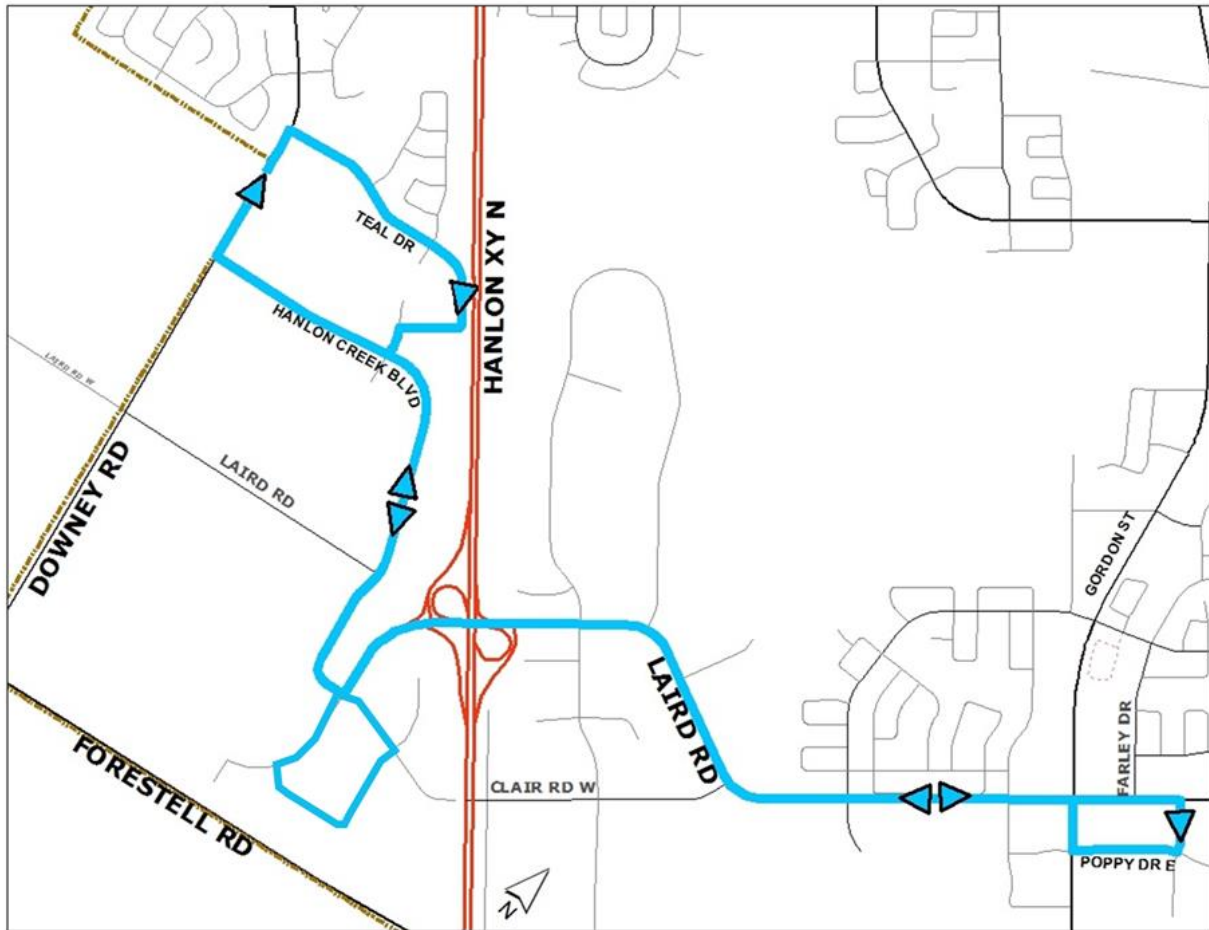 TEAL DR
HANLON XY N
HANLON CREEK BLVD
LAIRD RD W
LAIRD RD
DOWNEY RD
GORDON ST
LAIRD RD
FARLEY DR
FORESTELL RD
CLAIR RD W
POPPY DR E
N